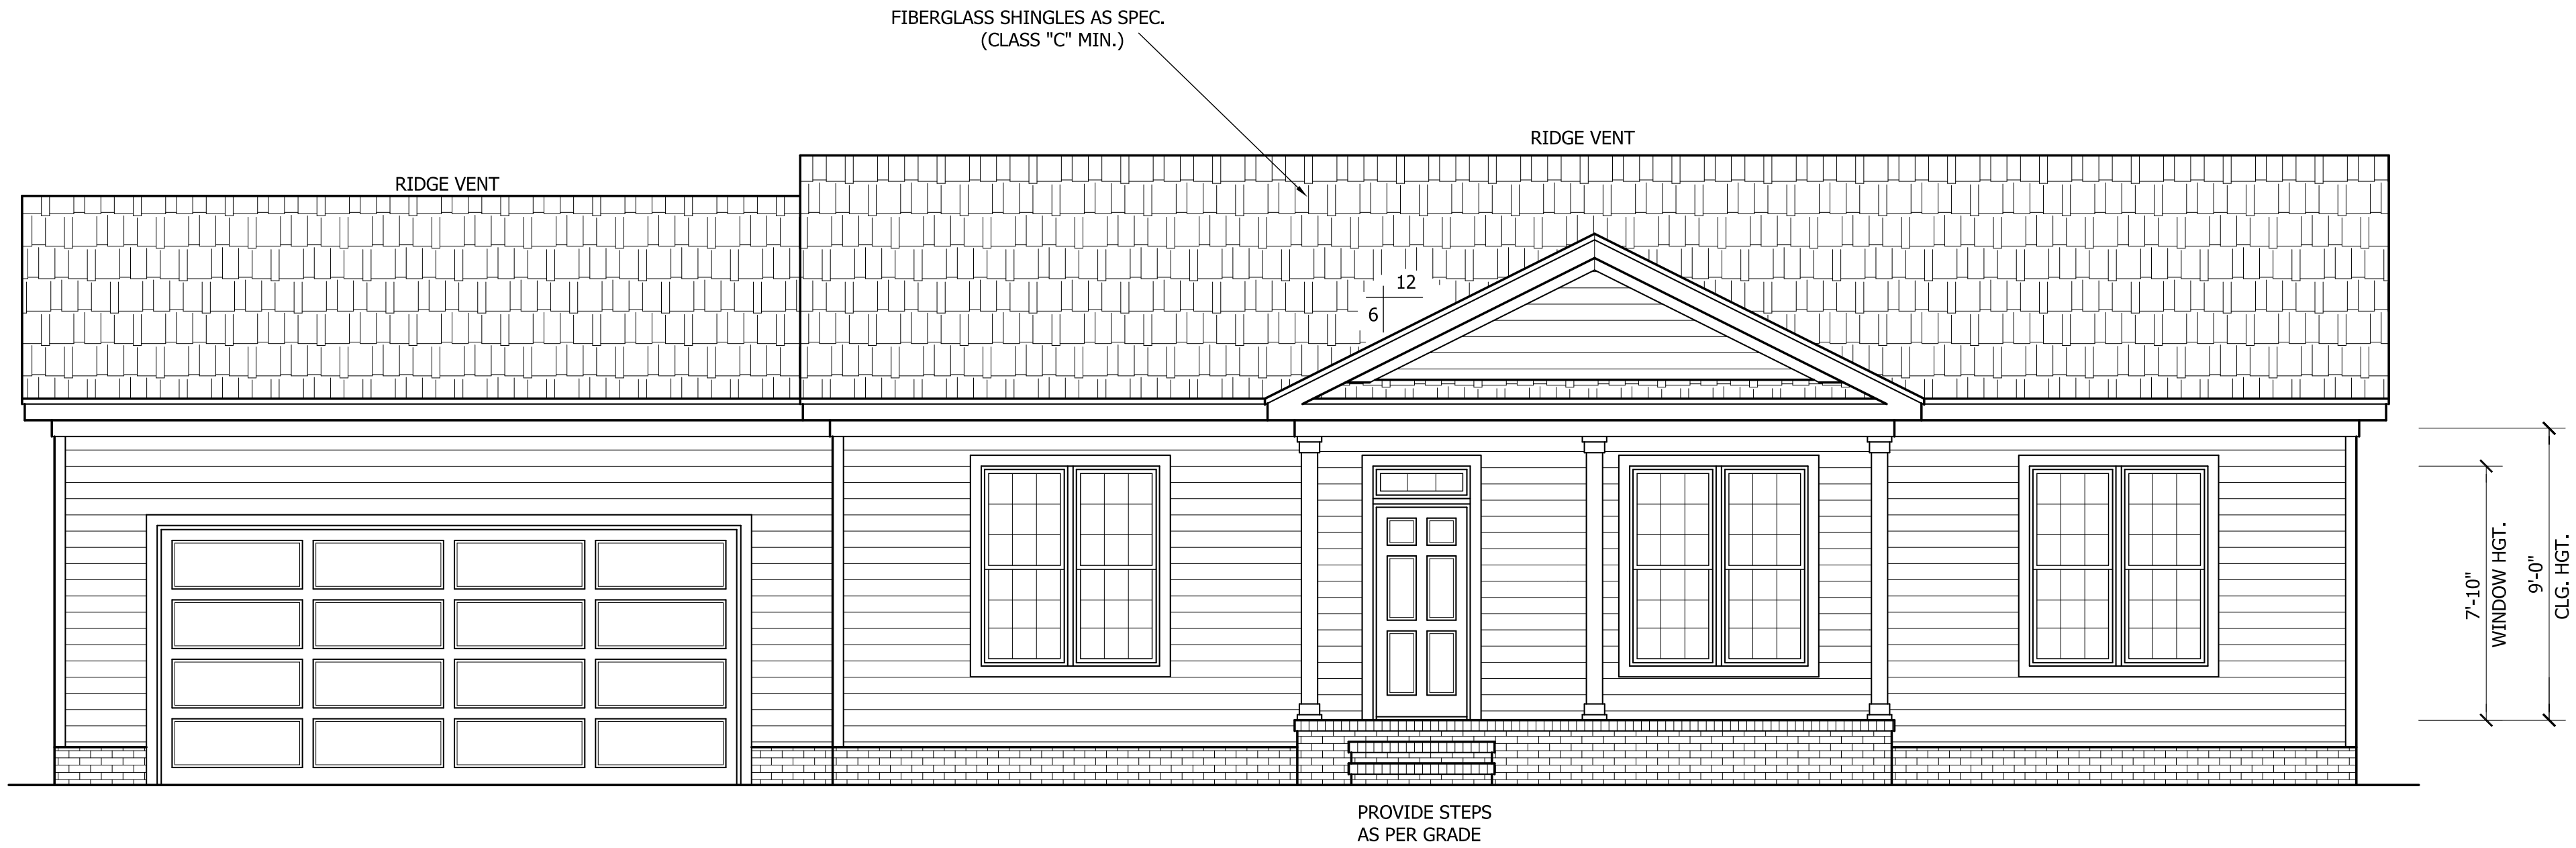 FIBERGLASS SHINGLES AS SPEC.
(CLASS "C" MIN.)
RIDGE VENT
RIDGE VENT
12
6
7'-10"
WINDOW HGT.
9'-0"
CLG. HGT.
PROVIDE STEPS
AS PER GRADE